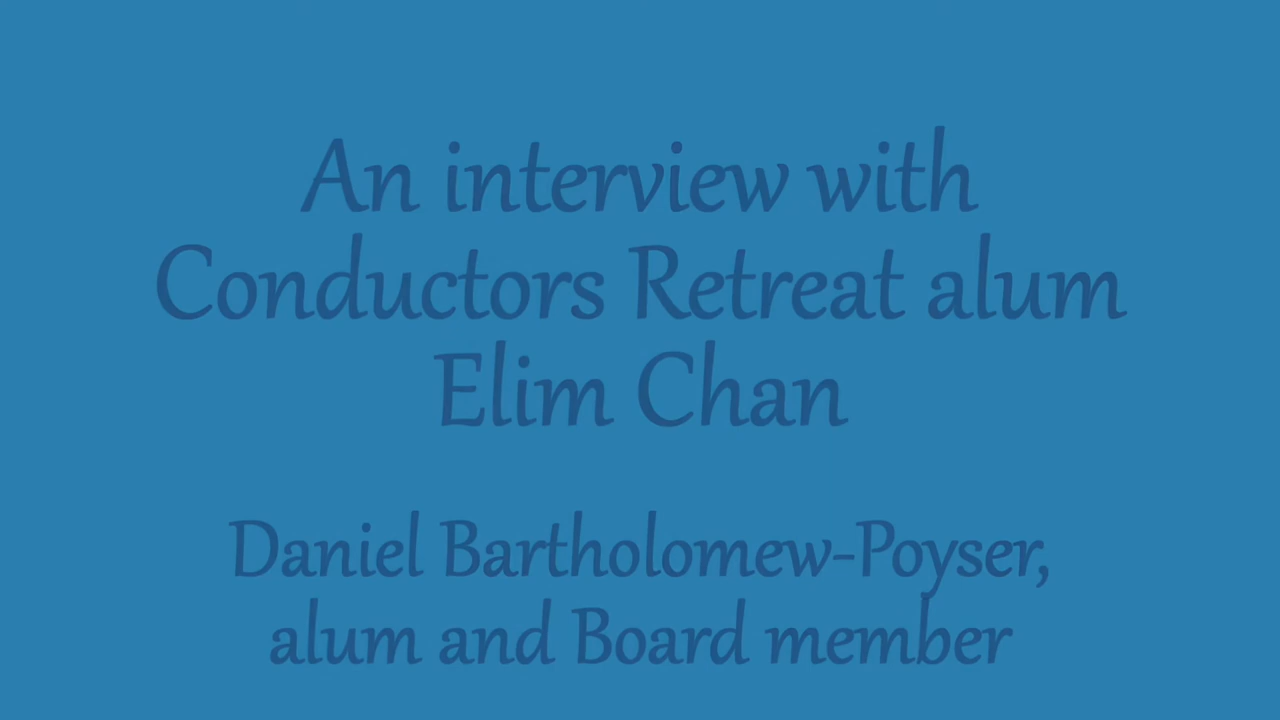 An interview with
Conductors Retreat alum
Elim Chan
Daniel Bartholomew-Poyser,
alum and Board member